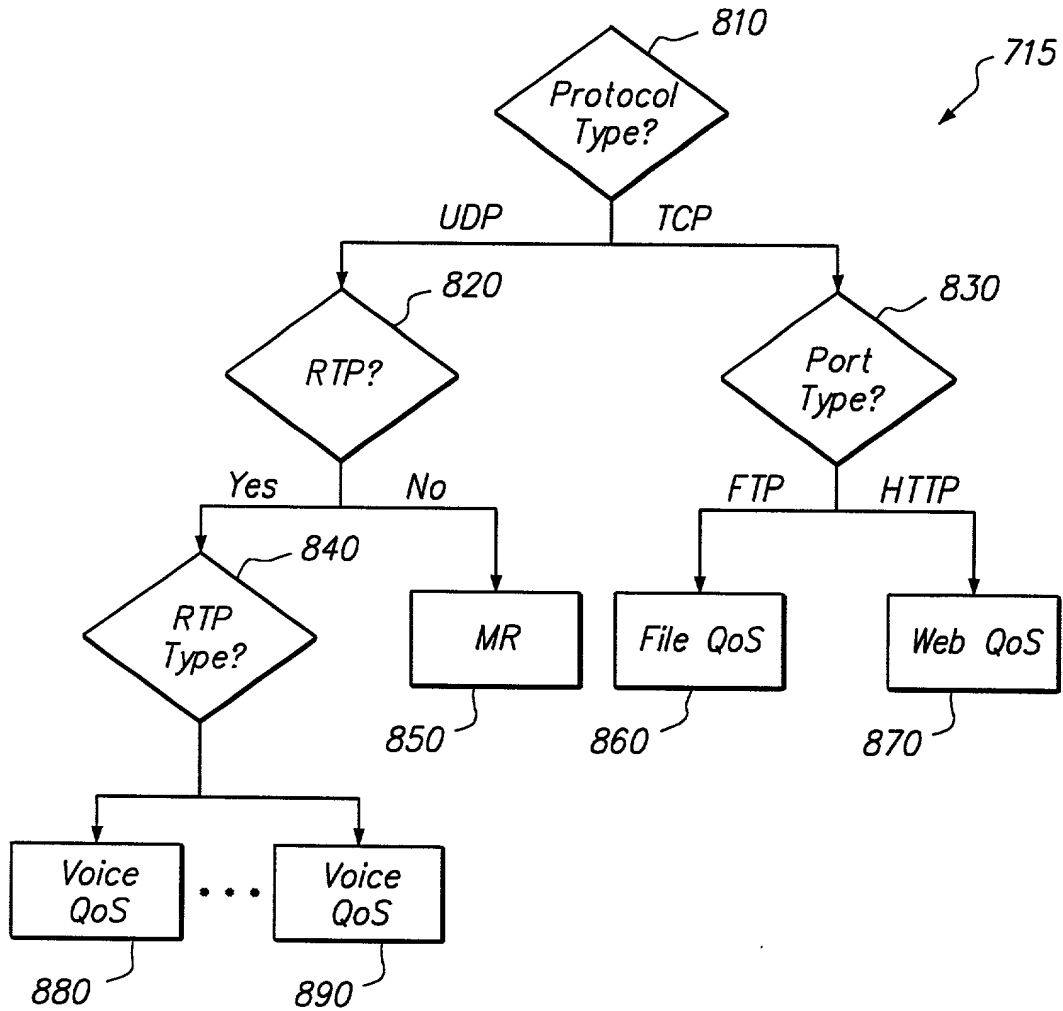 810
715
Protocol
Type?
UDP
TCP
820
830
RTP?
Port
Type?
Yes
No
FTP
HTTP
840
RTP
Type?
MR
File QoS
Web QoS
850
860
870
Voice
QoS
Voice
QoS
880
890